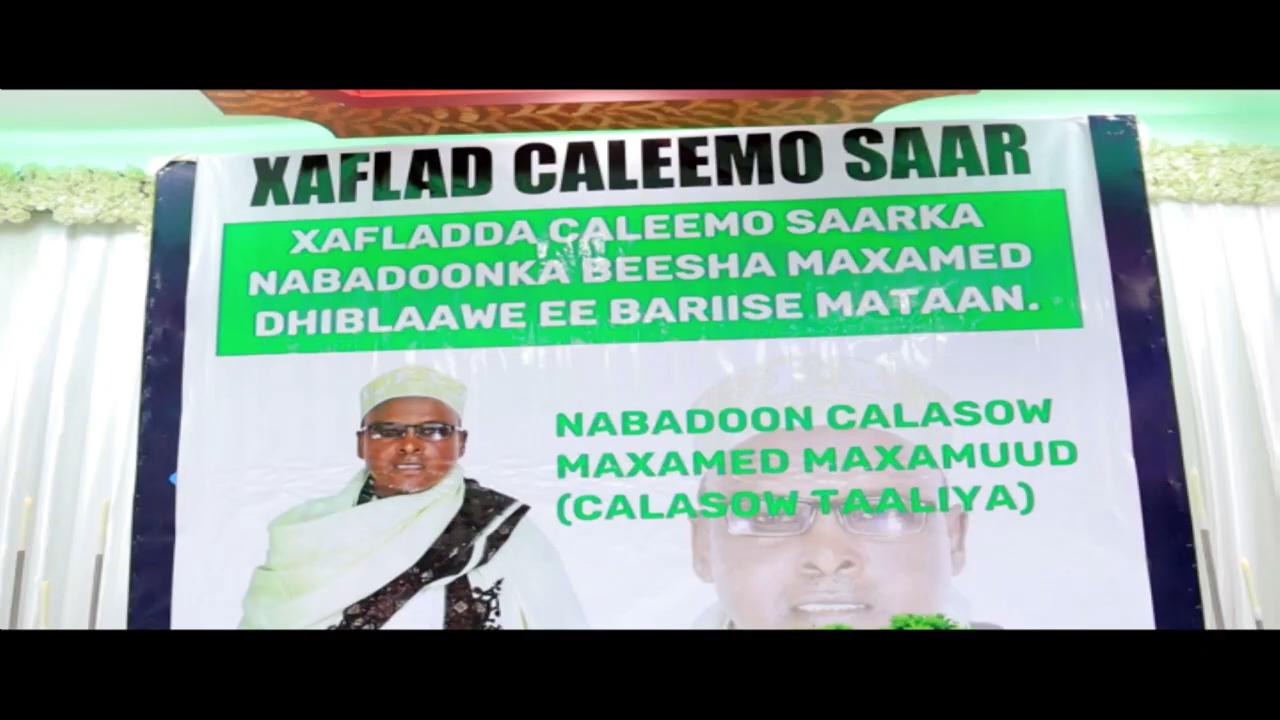 XAFLAD CALEEMO SAAR
XAFLADDA CALEEMO SAARKA
NABADOONKA BEESHA MAXAMED
DHIBLAAWE EE BARIISE MATAAN.
NABADOON CALASOW
MAXAMED MAXAMUUD
(CALASOW TAALIYA)